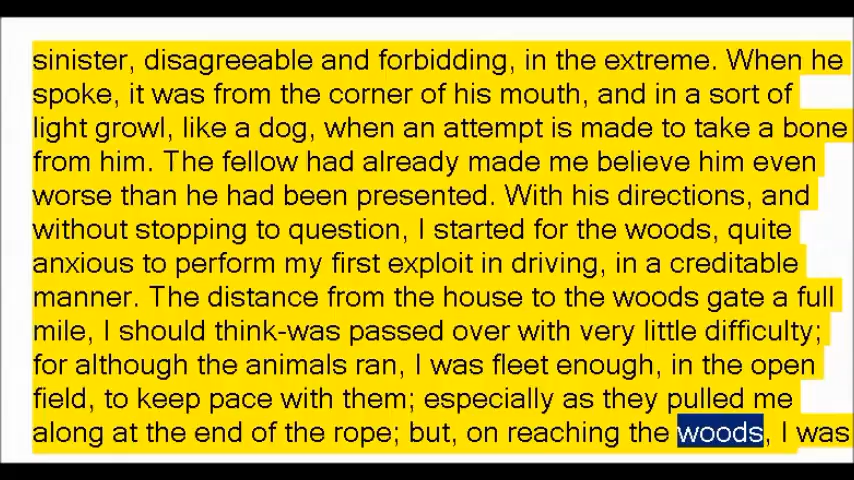 sinister, disagreeable and forbidding, in the extreme. When he
spoke, it was from the corner of his mouth, and in a sort of
light growl, like a dog, when an attempt is made to take a bone
from him. The fellow had already made me believe him even
worse than he had been presented. With his directions, and
without stopping to question, I started for the woods, quite
anxious to perform my first exploit in driving, in a creditable
manner. The distance from the house to the woods gate a full
mile, I should think-was passed over with very little difficulty;
for although the animals ran, I was fleet enough, in the open
field, to keep pace with them; especially as they pulled me
along at the end of the rope; but, on reaching the woods, I was